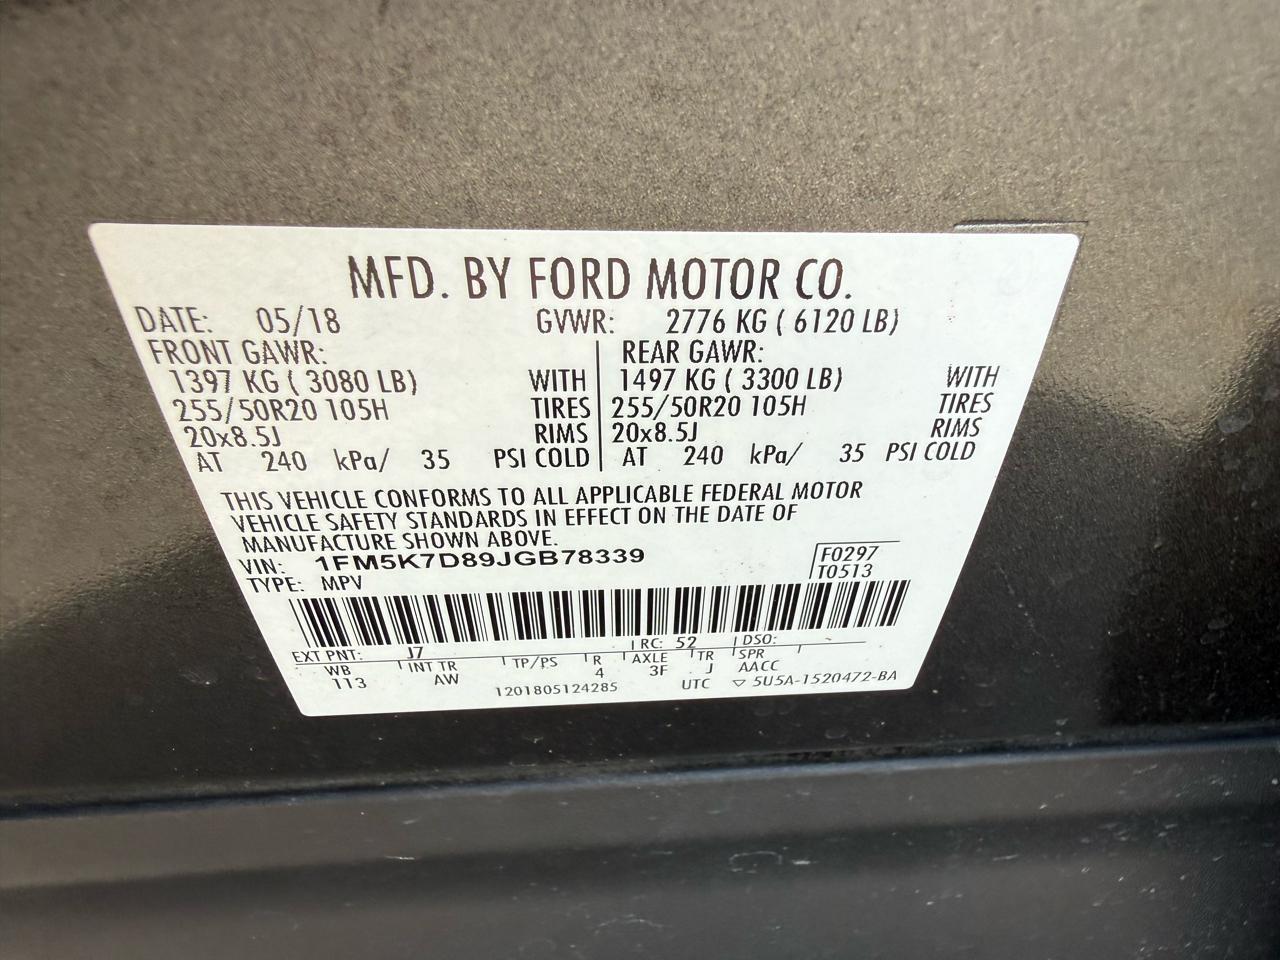 MFD. BY FORD MOTOR CO.
DATE: 05/18 GVWR: 2776 KG ( 6120 LB)
FRONT GAWR: REAR GAWR:
1397 KG ( 3080 LB) WITH 1497 KG ( 3300 LB) WITH
255/50R20 105H TIRES 255/50R20 105H TIRES
20x8.5J RIMS 20x8.5J RIMS
AT 240 kPa/ 35 PSI COLD AT 240 kPa/ 35 PSI COLD
THIS VEHICLE CONFORMS TO ALL APPLICABLE FEDERAL MOTOR
VEHICLE SAFETY STANDARDS IN EFFECT ON THE DATE OF
MANUFACTURE SHOWN ABOVE.
VIN: 1FM5K7D89JGB78339 F0297
TYPE: MPV T0513
EXT PNT: J7 RC: 52 DSO:
WB INT TR TP/PS R AXLE TR SPR
113 AW 4 3F J AACC
1201805124285 UTC ▽ 5U5A-1520472-BA